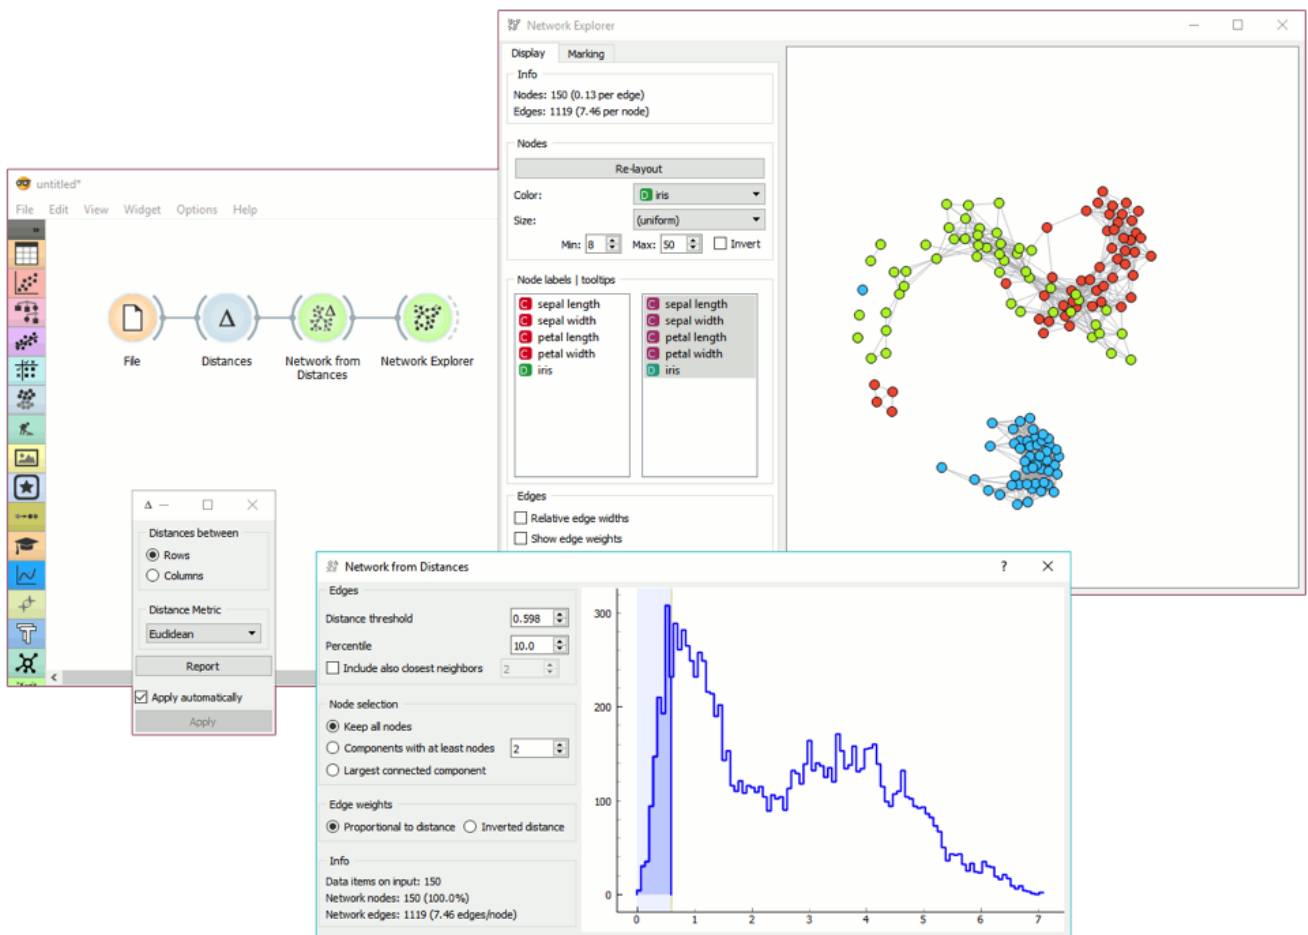 Network Explorer
Display Marking
Info
Nodes: 150 (0.13 per edge)
Edges: 1119 (7.46 per node)
Nodes
Re-layout
Color: D iris
Size: (uniform)
Min: 8 Max: 50 Invert
Node labels | tooltips
C sepal length C sepal length
C sepal width C sepal width
C petal length C petal length
C petal width C petal width
D iris D iris
Edges
Relative edge widths
Show edge weights
untitled*
File Edit View Widget Options Help
File Distances Network from Distances Network Explorer
Δ
Distances between
Rows
Columns
Distance Metric
Euclidean
Report
Apply automatically
Apply
Network from Distances ?
Edges
Distance threshold 0.598
Percentile 10.0
Include also closest neighbors 2
Node selection
Keep all nodes
Components with at least nodes 2
Largest connected component
Edge weights
Proportional to distance Inverted distance
Info
Data items on input: 150
Network nodes: 150 (100.0%)
Network edges: 1119 (7.46 edges/node)
300
200
100
0
0 1 2 3 4 5 6 7